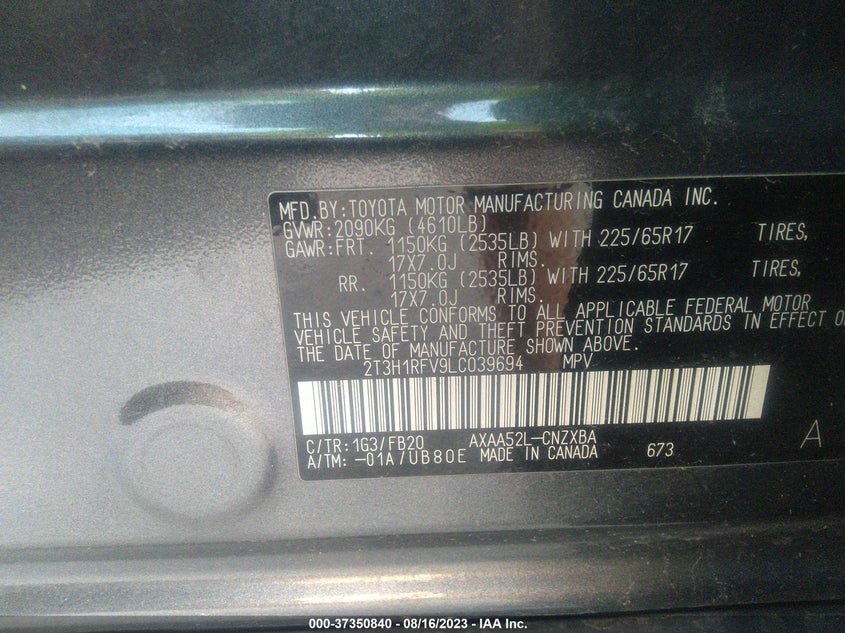 MFD.BY:TOYOTA MOTOR MANUFACTURING CANADA INC.
GVWR:2090KG (4610LB)
GAWR:FRT. 1150KG (2535LB) WITH 225/65R17 TIRES,
17X7.0J RIMS.
RR. 1150KG (2535LB) WITH 225/65R17 TIRES,
17X7.0J RIMS.
THIS VEHICLE CONFORMS TO ALL APPLICABLE FEDERAL MOTOR
VEHICLE SAFETY AND THEFT PREVENTION STANDARDS IN EFFECT
THE DATE OF MANUFACTURE SHOWN ABOVE.
2T3H1RFV9LC039694 MPV
C/TR:1G3/FB20 AXAA52L-CNZXBA
A/TM:-01A/UB80E MADE IN CANADA 673
A
000-37350840 - 08/16/2023 - IAA Inc.